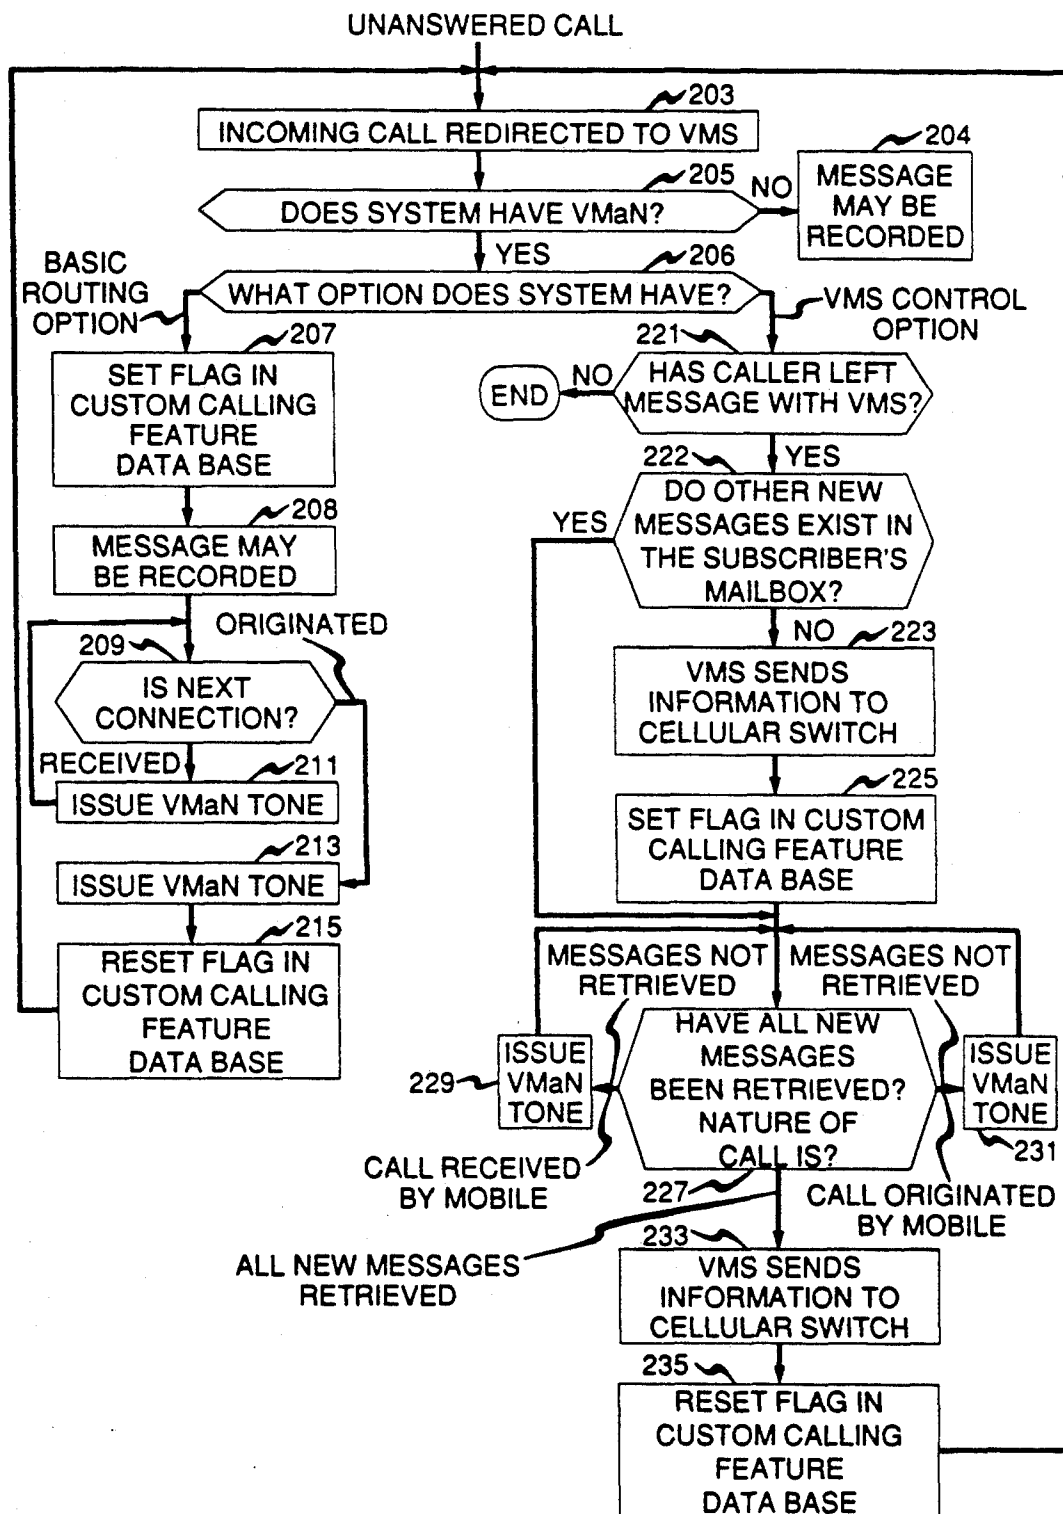 UNANSWERED CALL
203
INCOMING CALL REDIRECTED TO VMS
204
MESSAGE
MAY BE
RECORDED
205
DOES SYSTEM HAVE VMaN?
NO
YES
206
WHAT OPTION DOES SYSTEM HAVE?
BASIC
ROUTING
OPTION
VMS CONTROL
OPTION
207
SET FLAG IN
CUSTOM CALLING
FEATURE
DATA BASE
208
MESSAGE MAY
BE RECORDED
ORIGINATED
209
IS NEXT
CONNECTION?
RECEIVED
211
ISSUE VMaN TONE
213
ISSUE VMaN TONE
215
RESET FLAG IN
CUSTOM CALLING
FEATURE
DATA BASE
221
HAS CALLER LEFT
MESSAGE WITH VMS?
NO
END
YES
222
DO OTHER NEW
MESSAGES EXIST IN
THE SUBSCRIBER'S
MAILBOX?
YES
NO
223
VMS SENDS
INFORMATION TO
CELLULAR SWITCH
225
SET FLAG IN CUSTOM
CALLING FEATURE
DATA BASE
MESSAGES NOT
RETRIEVED
MESSAGES NOT
RETRIEVED
HAVE ALL NEW
MESSAGES
BEEN RETRIEVED?
NATURE OF
CALL IS?
227
229
ISSUE
VMaN
TONE
ISSUE
VMaN
TONE
231
CALL RECEIVED
BY MOBILE
CALL ORIGINATED
BY MOBILE
ALL NEW MESSAGES
RETRIEVED
233
VMS SENDS
INFORMATION TO
CELLULAR SWITCH
235
RESET FLAG IN
CUSTOM CALLING
FEATURE
DATA BASE